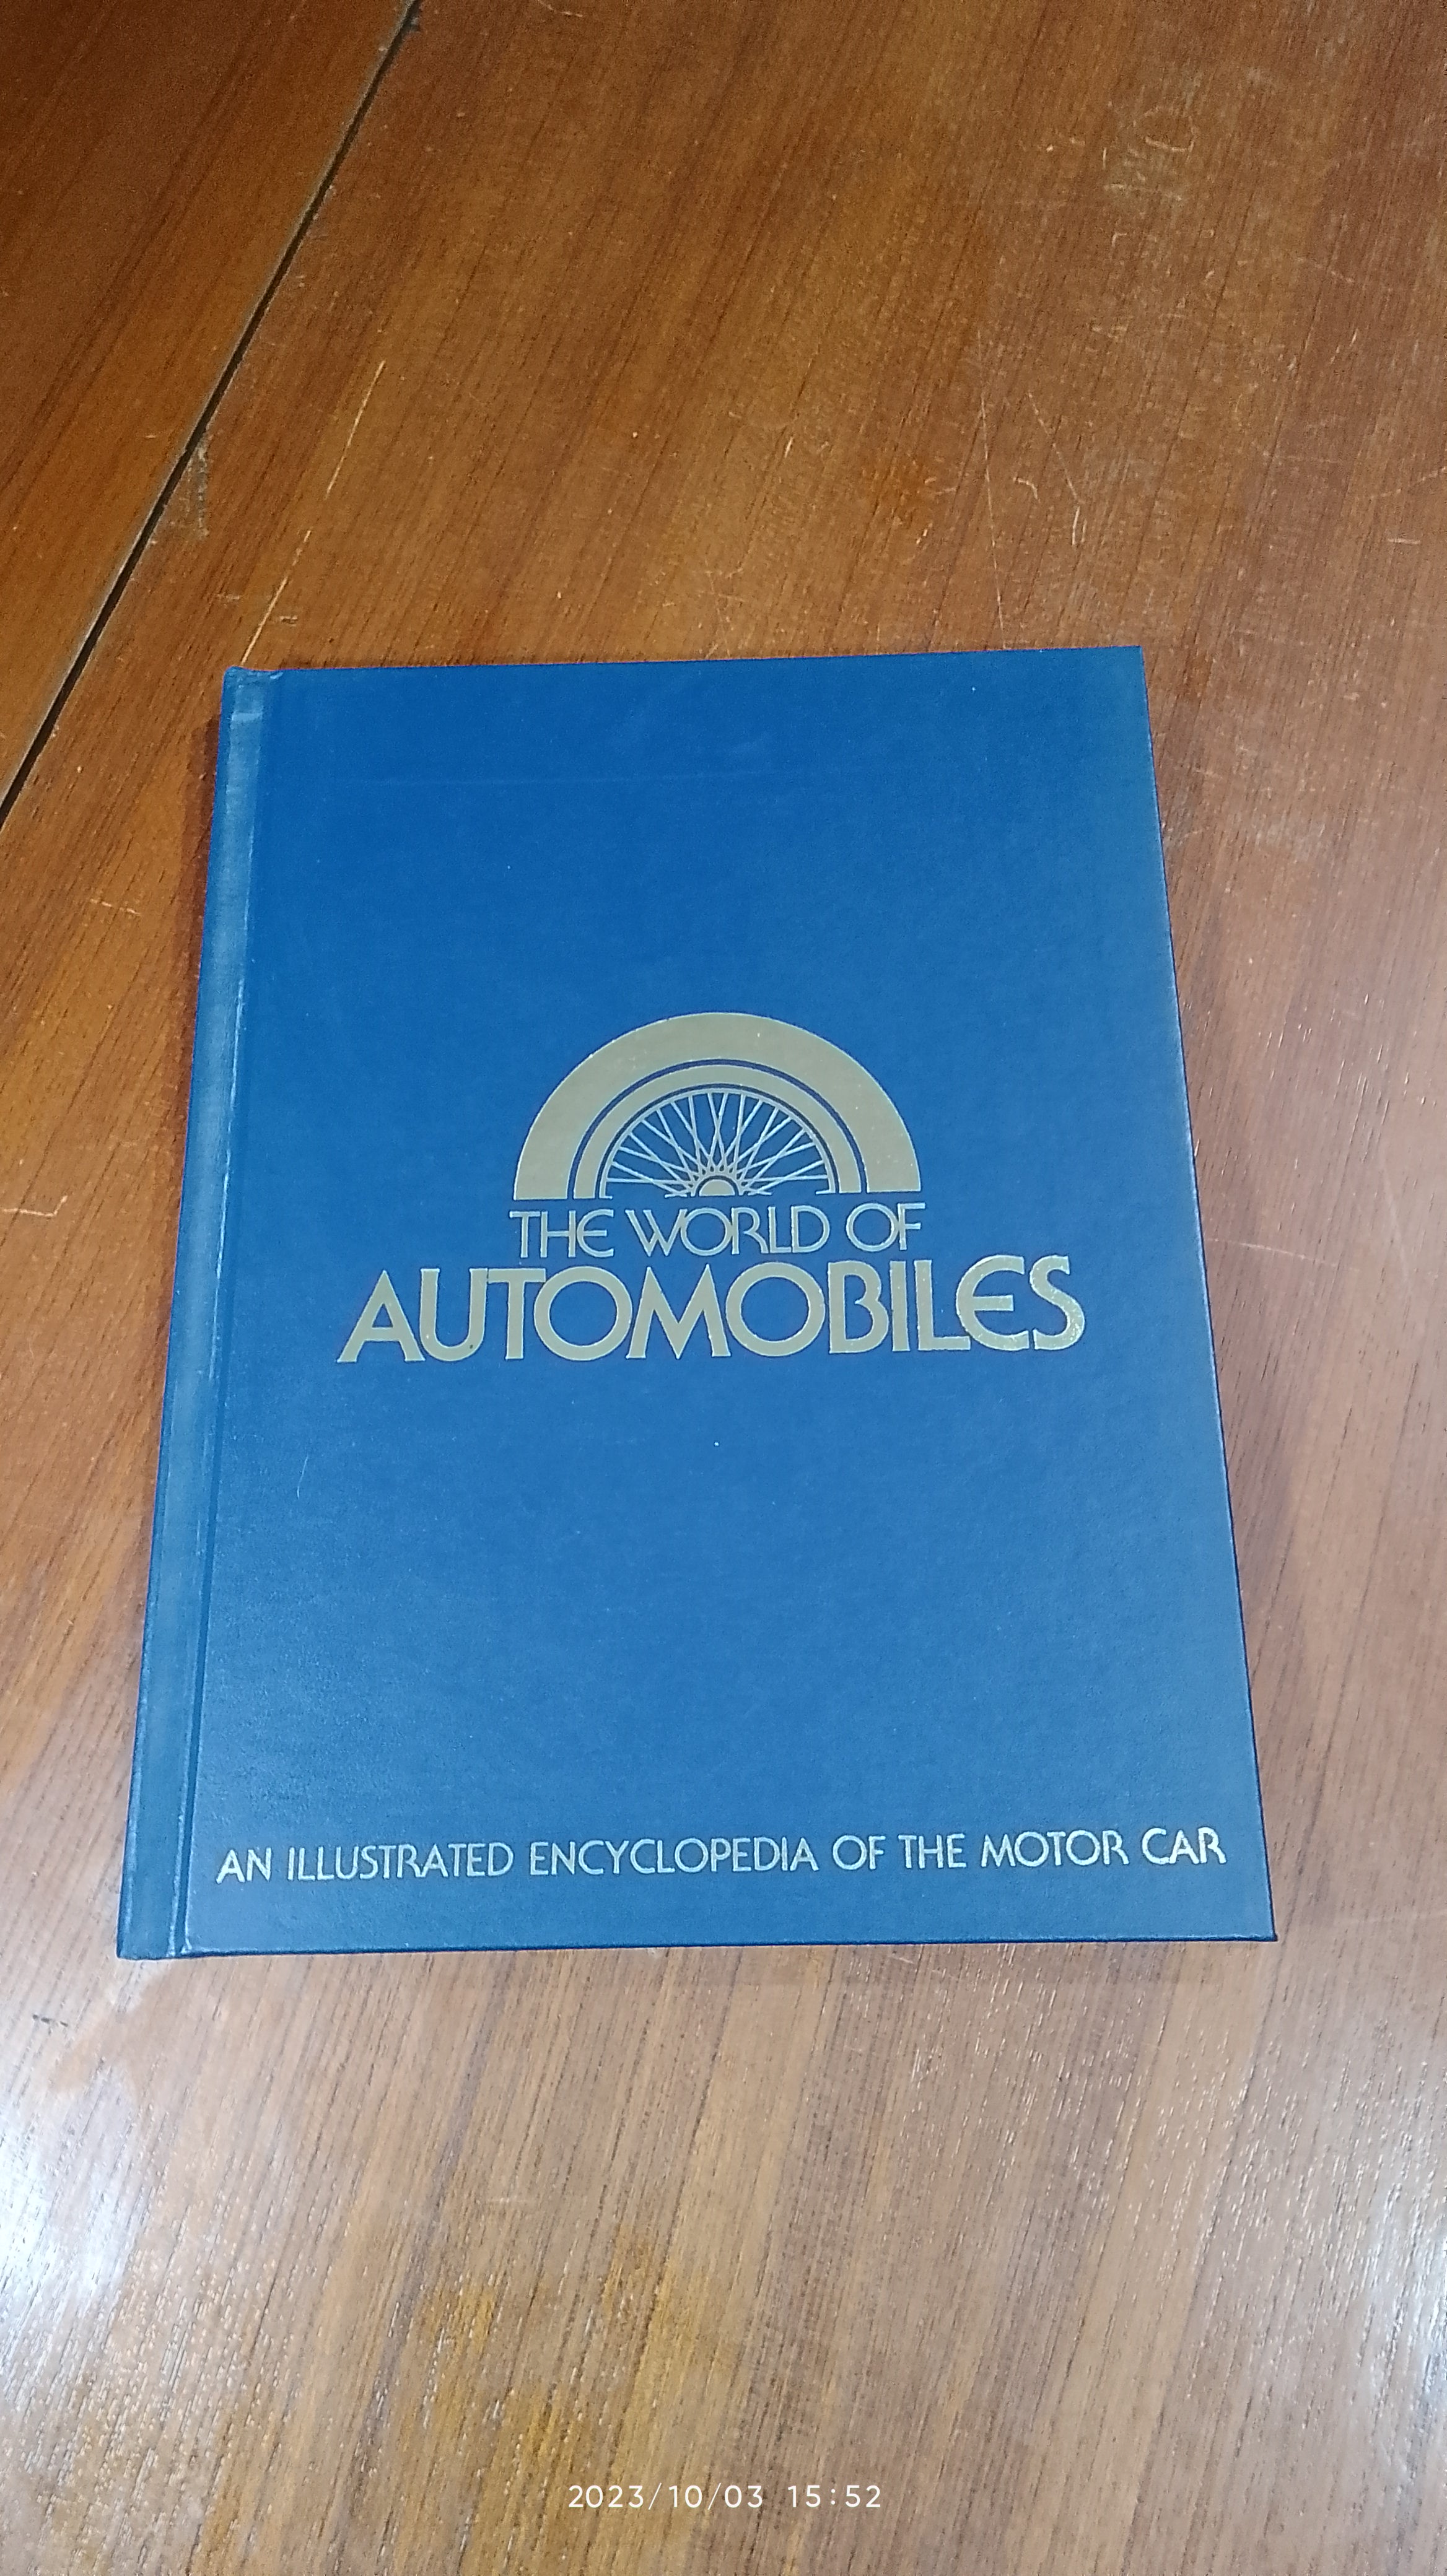 THE WORLD OF
AUTOMOBILES
AN ILLUSTRATED ENCYCLOPEDIA OF THE MOTOR CAR
2023/10/03 15:52